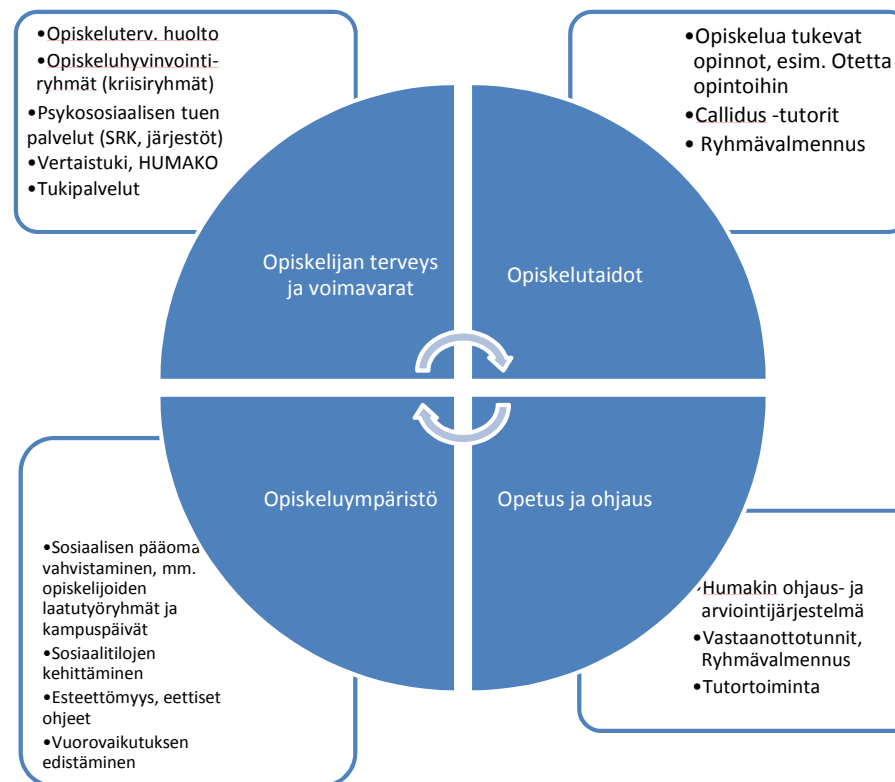 •Opiskeluterv. huolto
•Opiskeluhyvinvointi-
ryhmät (kriisiryhmät)
•Psykososiaalisen tuen
palvelut (SRK, järjestöt)
•Vertaistuki, HUMAKO
•Tukipalvelut
•Opiskelua tukevat
opinnot, esim. Otetta
opintoihin
•Callidus -tutorit
• Ryhmävalmennus
Opiskelijan terveys
ja voimavarat
Opiskelutaidot
Opiskeluympäristö
Opetus ja ohjaus
•Sosiaalisen pääoma
vahvistaminen, mm.
opiskelijoiden
laatutyöryhmät ja
kampuspäivät
•Sosiaalitilojen
kehittäminen
•Esteettömyys, eettiset
ohjeet
•Vuorovaikutuksen
edistäminen
•Humakin ohjaus- ja
arviointijärjestelmä
•Vastaanottotunnit,
Ryhmävalmennus
•Tutortoiminta